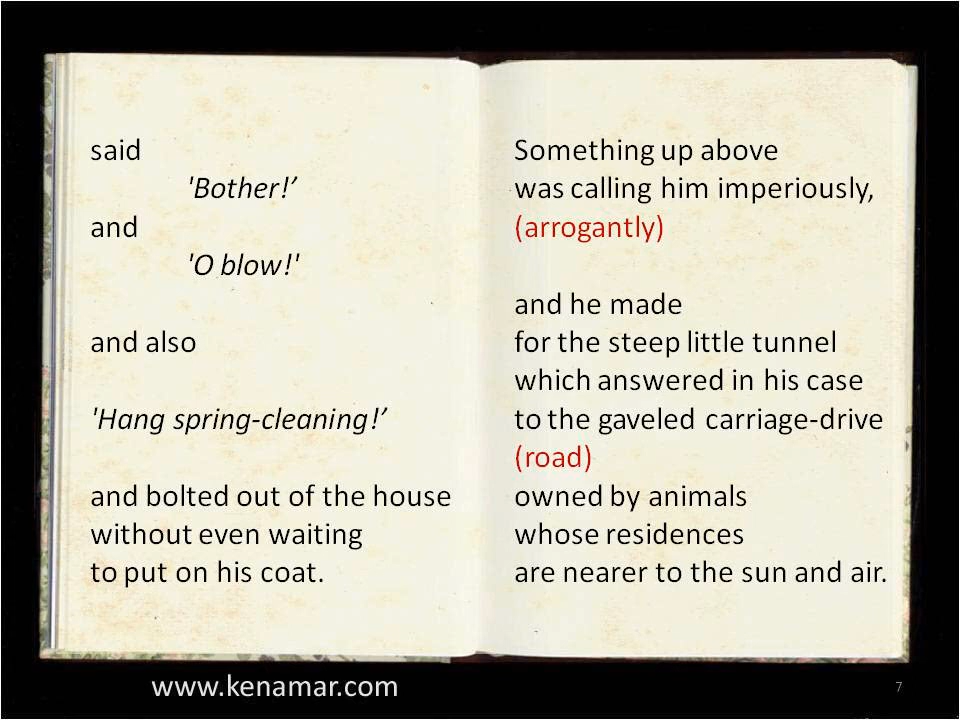 said
'Bother!’
and
'O blow!'
and also
'Hang spring-cleaning!’
and bolted out of the house
without even waiting
to put on his coat.
Something up above
was calling him imperiously,
(arrogantly)
and he made
for the steep little tunnel
which answered in his case
to the gaveled carriage-drive
(road)
owned by animals
whose residences
are nearer to the sun and air.
www.kenamar.com
7